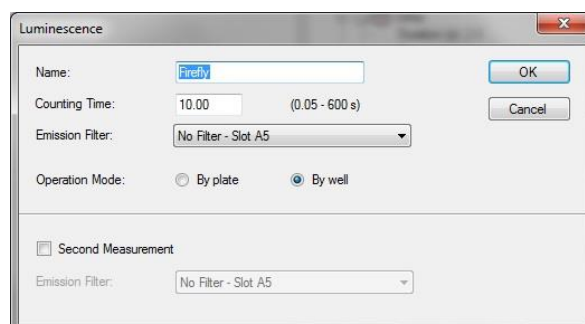 Luminescence
Name: Firefly OK
Counting Time: 10.00 (0.05 - 600 s) Cancel
Emission Filter: No Filter - Slot A5
Operation Mode: By plate By well
Second Measurement
Emission Filter: No Filter - Slot A5